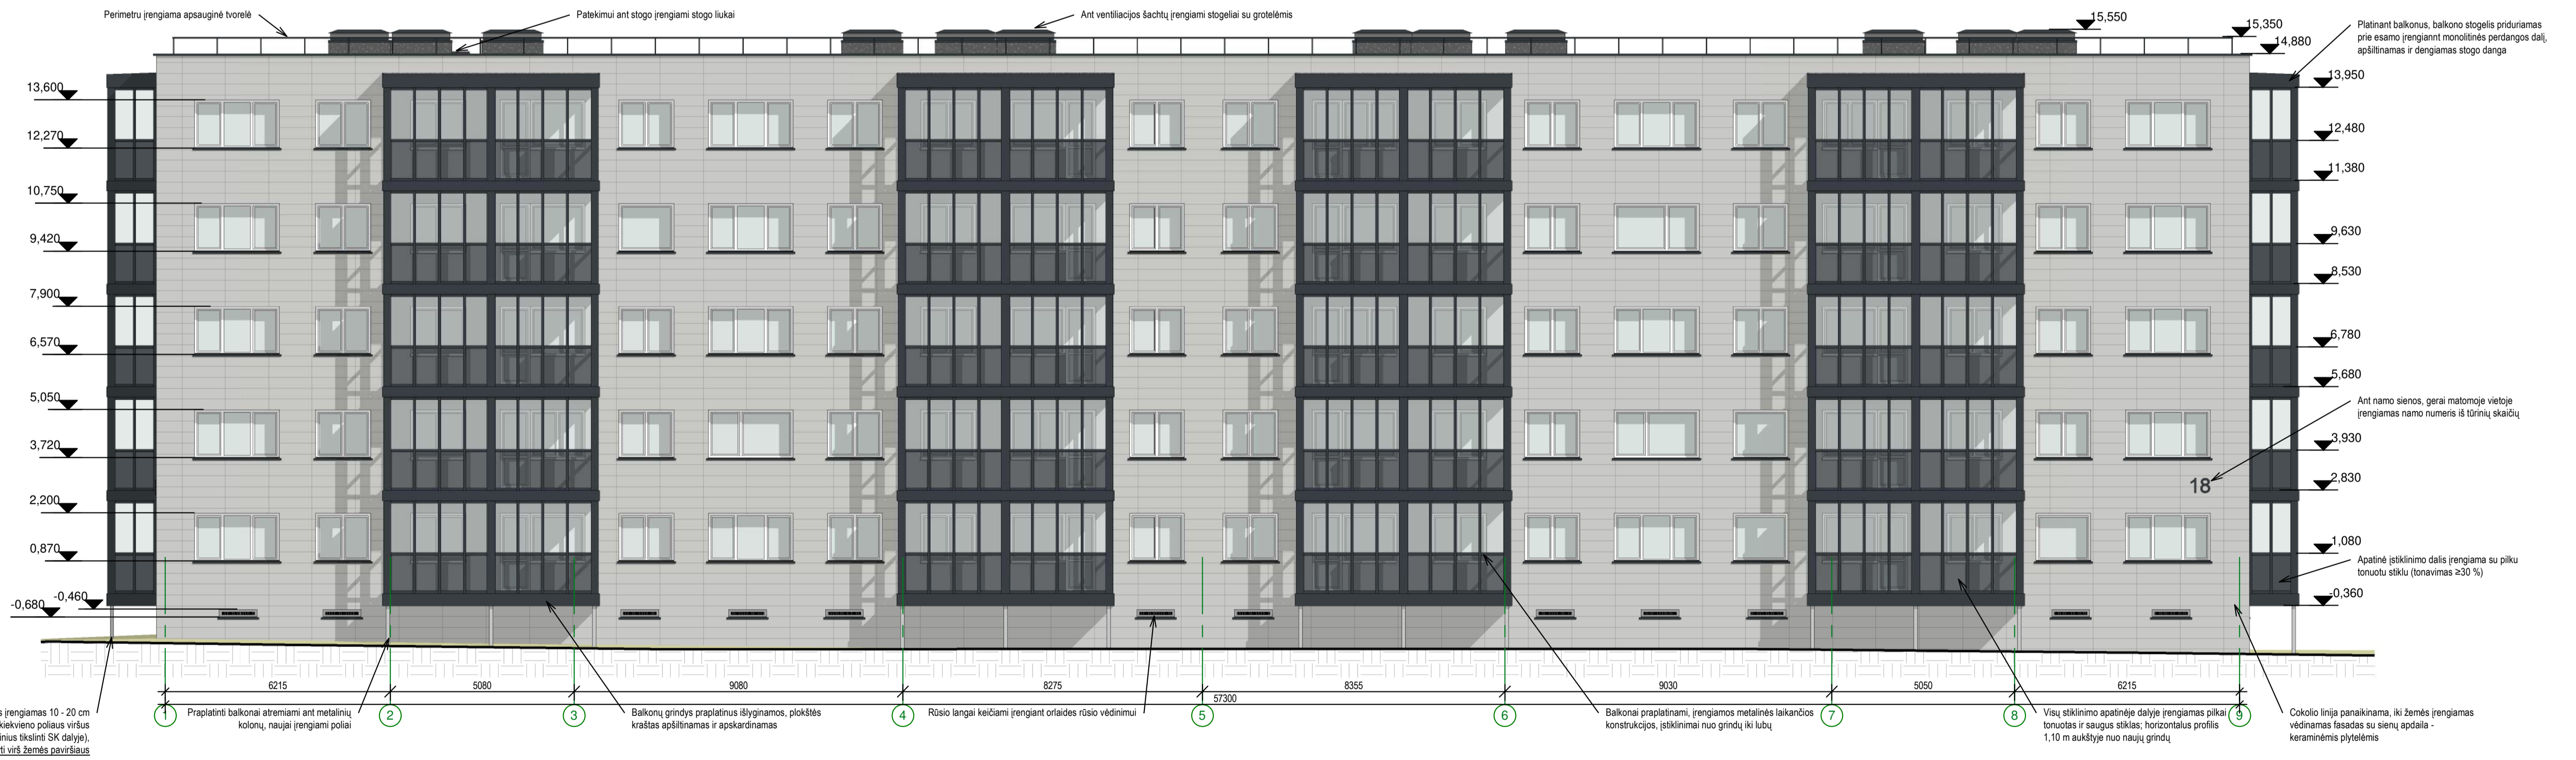 Perimetru įrengiama apsauginė tvorelė
Patekimui ant stogo įrengiami stogo liukai
Ant ventiliacijos šachtų įrengiami stogeliai su grotelėmis
15,550
15,350
14,880
Platinant balkonus, balkono stogelis priduriamas
prie esamo įrengiannt monolitinės perdangos dalį,
apšiltinamas ir dengiamas stogo danga
13,600
12,270
10,750
9,420
7,900
6,570
5,050
3,720
2,200
0,870
-0,460
-0,680
13,950
12,480
11,380
9,630
8,530
6,780
5,680
Ant namo sienos, gerai matomoje vietoje
įrengiamas namo numeris iš tūrinių skaičių
3,930
2,830
18
1,080
Apatinė įstiklinimo dalis įrengiama su pilku
tonuotu stiklu (tonavimas ≥30 %)
-0,360
6215
5080
9080
8275
8355
9030
5050
6215
57300
1
2
3
4
5
6
7
8
9
s įrengiamas 10 - 20 cm
kiekvieno poliaus viršus
inius tikslinti SK dalyje),
ti virš žemės paviršiaus
Praplatinti balkonai atremiami ant metalinių
kolonų, naujai įrengiami poliai
Balkonų grindys praplatinus išlyginamos, plokštės
kraštas apšiltinamas ir apskardinamas
Rūsio langai keičiami įrengiant orlaides rūsio vėdinimui
Balkonai praplatinami, įrengiamos metalinės laikančios
konstrukcijos, įstiklinimai nuo grindų iki lubų
Visų stiklinimo apatinėje dalyje įrengiamas pilkai
tonuotas ir saugus stiklas; horizontalus profilis
1,10 m aukštyje nuo naujų grindų
Cokolio linija panaikinama, iki žemės įrengiamas
vėdinamas fasadas su sienų apdaila -
keraminėmis plytelėmis